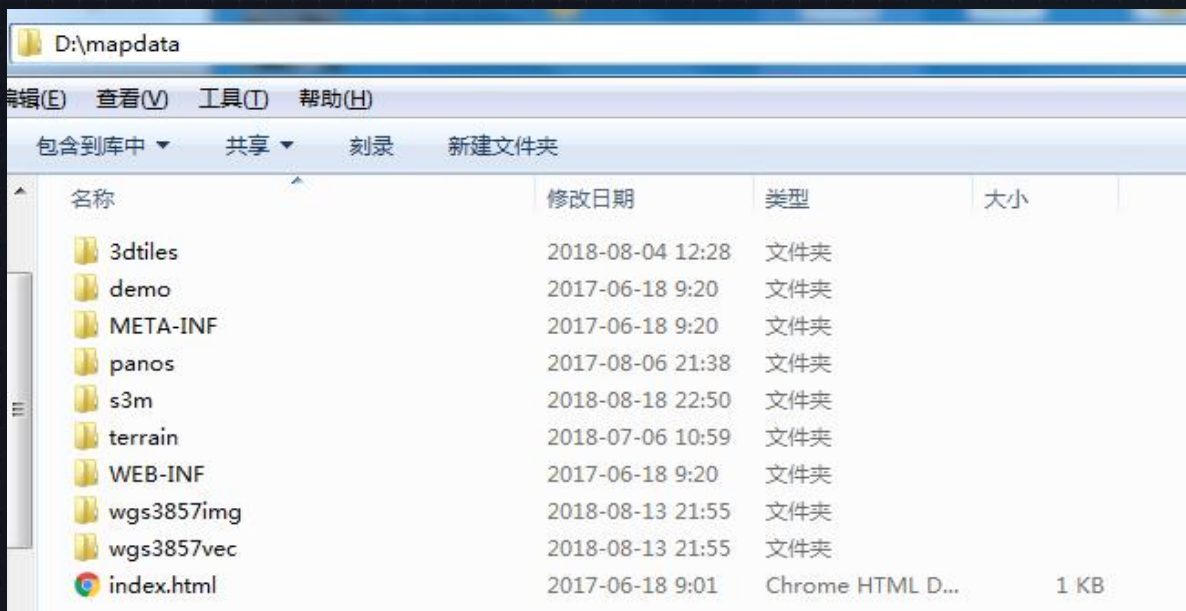 D:\mapdata
编辑(E) 查看(V) 工具(T) 帮助(H)
包含到库中 共享 刻录 新建文件夹
名称 修改日期 类型 大小
3dtiles 2018-08-04 12:28 文件夹
demo 2017-06-18 9:20 文件夹
META-INF 2017-06-18 9:20 文件夹
panos 2017-08-06 21:38 文件夹
s3m 2018-08-18 22:50 文件夹
terrain 2018-07-06 10:59 文件夹
WEB-INF 2017-06-18 9:20 文件夹
wgs3857img 2018-08-13 21:55 文件夹
wgs3857vec 2018-08-13 21:55 文件夹
index.html 2017-06-18 9:01 Chrome HTML D... 1 KB